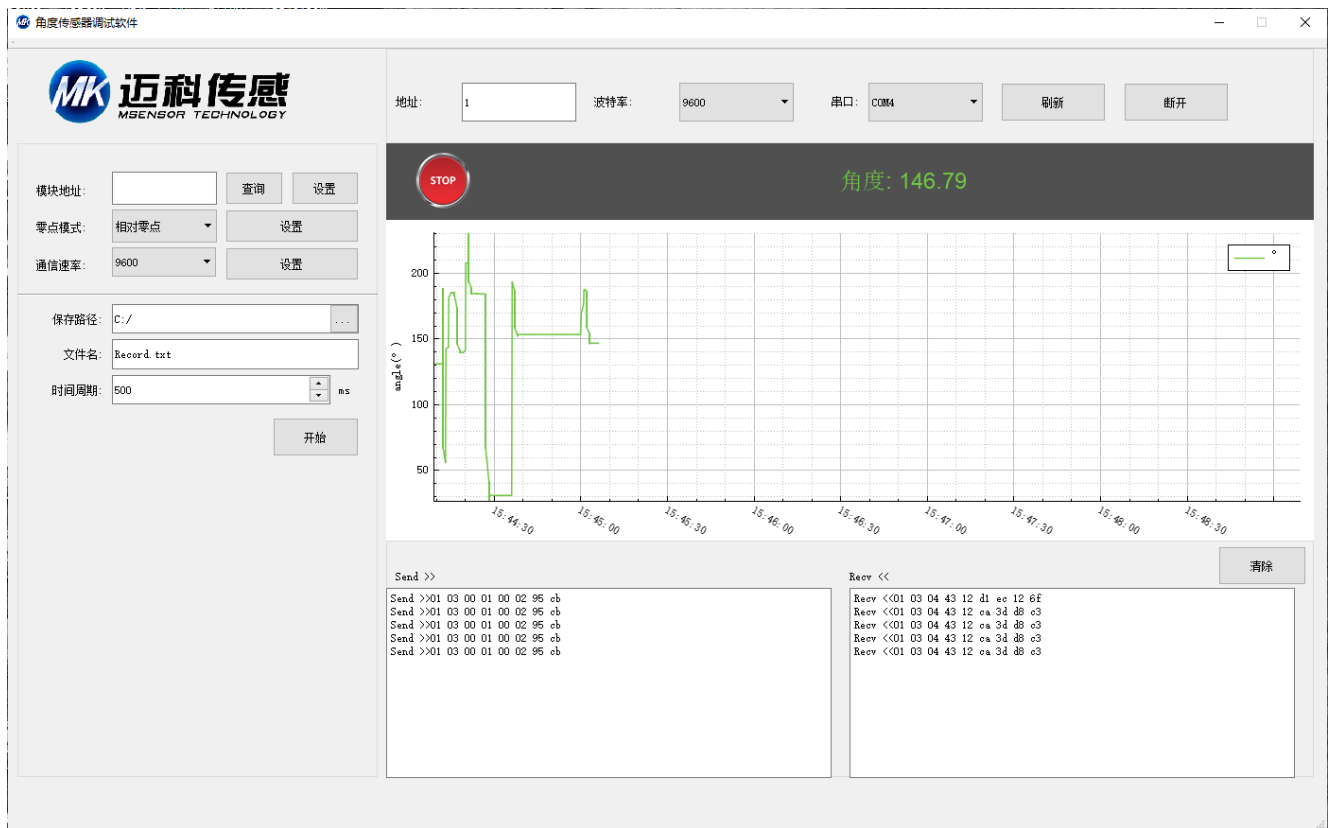 角度传感器调试软件
MK 迈科传感
MSENSOR TECHNOLOGY
地址: 1 波特率: 9600 串口: COM4 刷新 断开
模块地址: 查询 设置
零点模式: 相对零点 设置
通信速率: 9600 设置
保存路径: C:/ ...
文件名: Record.txt
时间周期: 500 ms
开始
STOP 角度: 146.79
°
200
150
100
50
angle(°)
15:44:30 15:45:00 15:45:30 15:46:00 15:46:30 15:47:00 15:47:30 15:48:00 15:48:30
清除
Send >>
Send >>01 03 00 01 00 02 95 cb
Send >>01 03 00 01 00 02 95 cb
Send >>01 03 00 01 00 02 95 cb
Send >>01 03 00 01 00 02 95 cb
Send >>01 03 00 01 00 02 95 cb
Recv <<
Recv <<01 03 04 43 12 d1 ec 12 6f
Recv <<01 03 04 43 12 ca 3d d8 c3
Recv <<01 03 04 43 12 ca 3d d8 c3
Recv <<01 03 04 43 12 ca 3d d8 c3
Recv <<01 03 04 43 12 ca 3d d8 c3